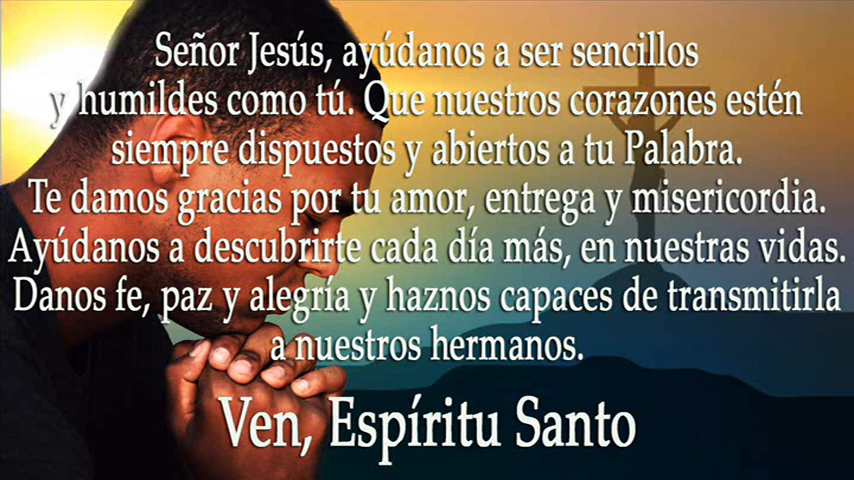 Señor Jesús, ayúdanos a ser sencillos
y humildes como tú. Que nuestros corazones estén
siempre dispuestos y abiertos a tu Palabra.
Te damos gracias por tu amor, entrega y misericordia.
Ayúdanos a descubrirte cada día más, en nuestras vidas.
Danos fe, paz y alegría y haznos capaces de transmitirla
a nuestros hermanos.
Ven, Espíritu Santo